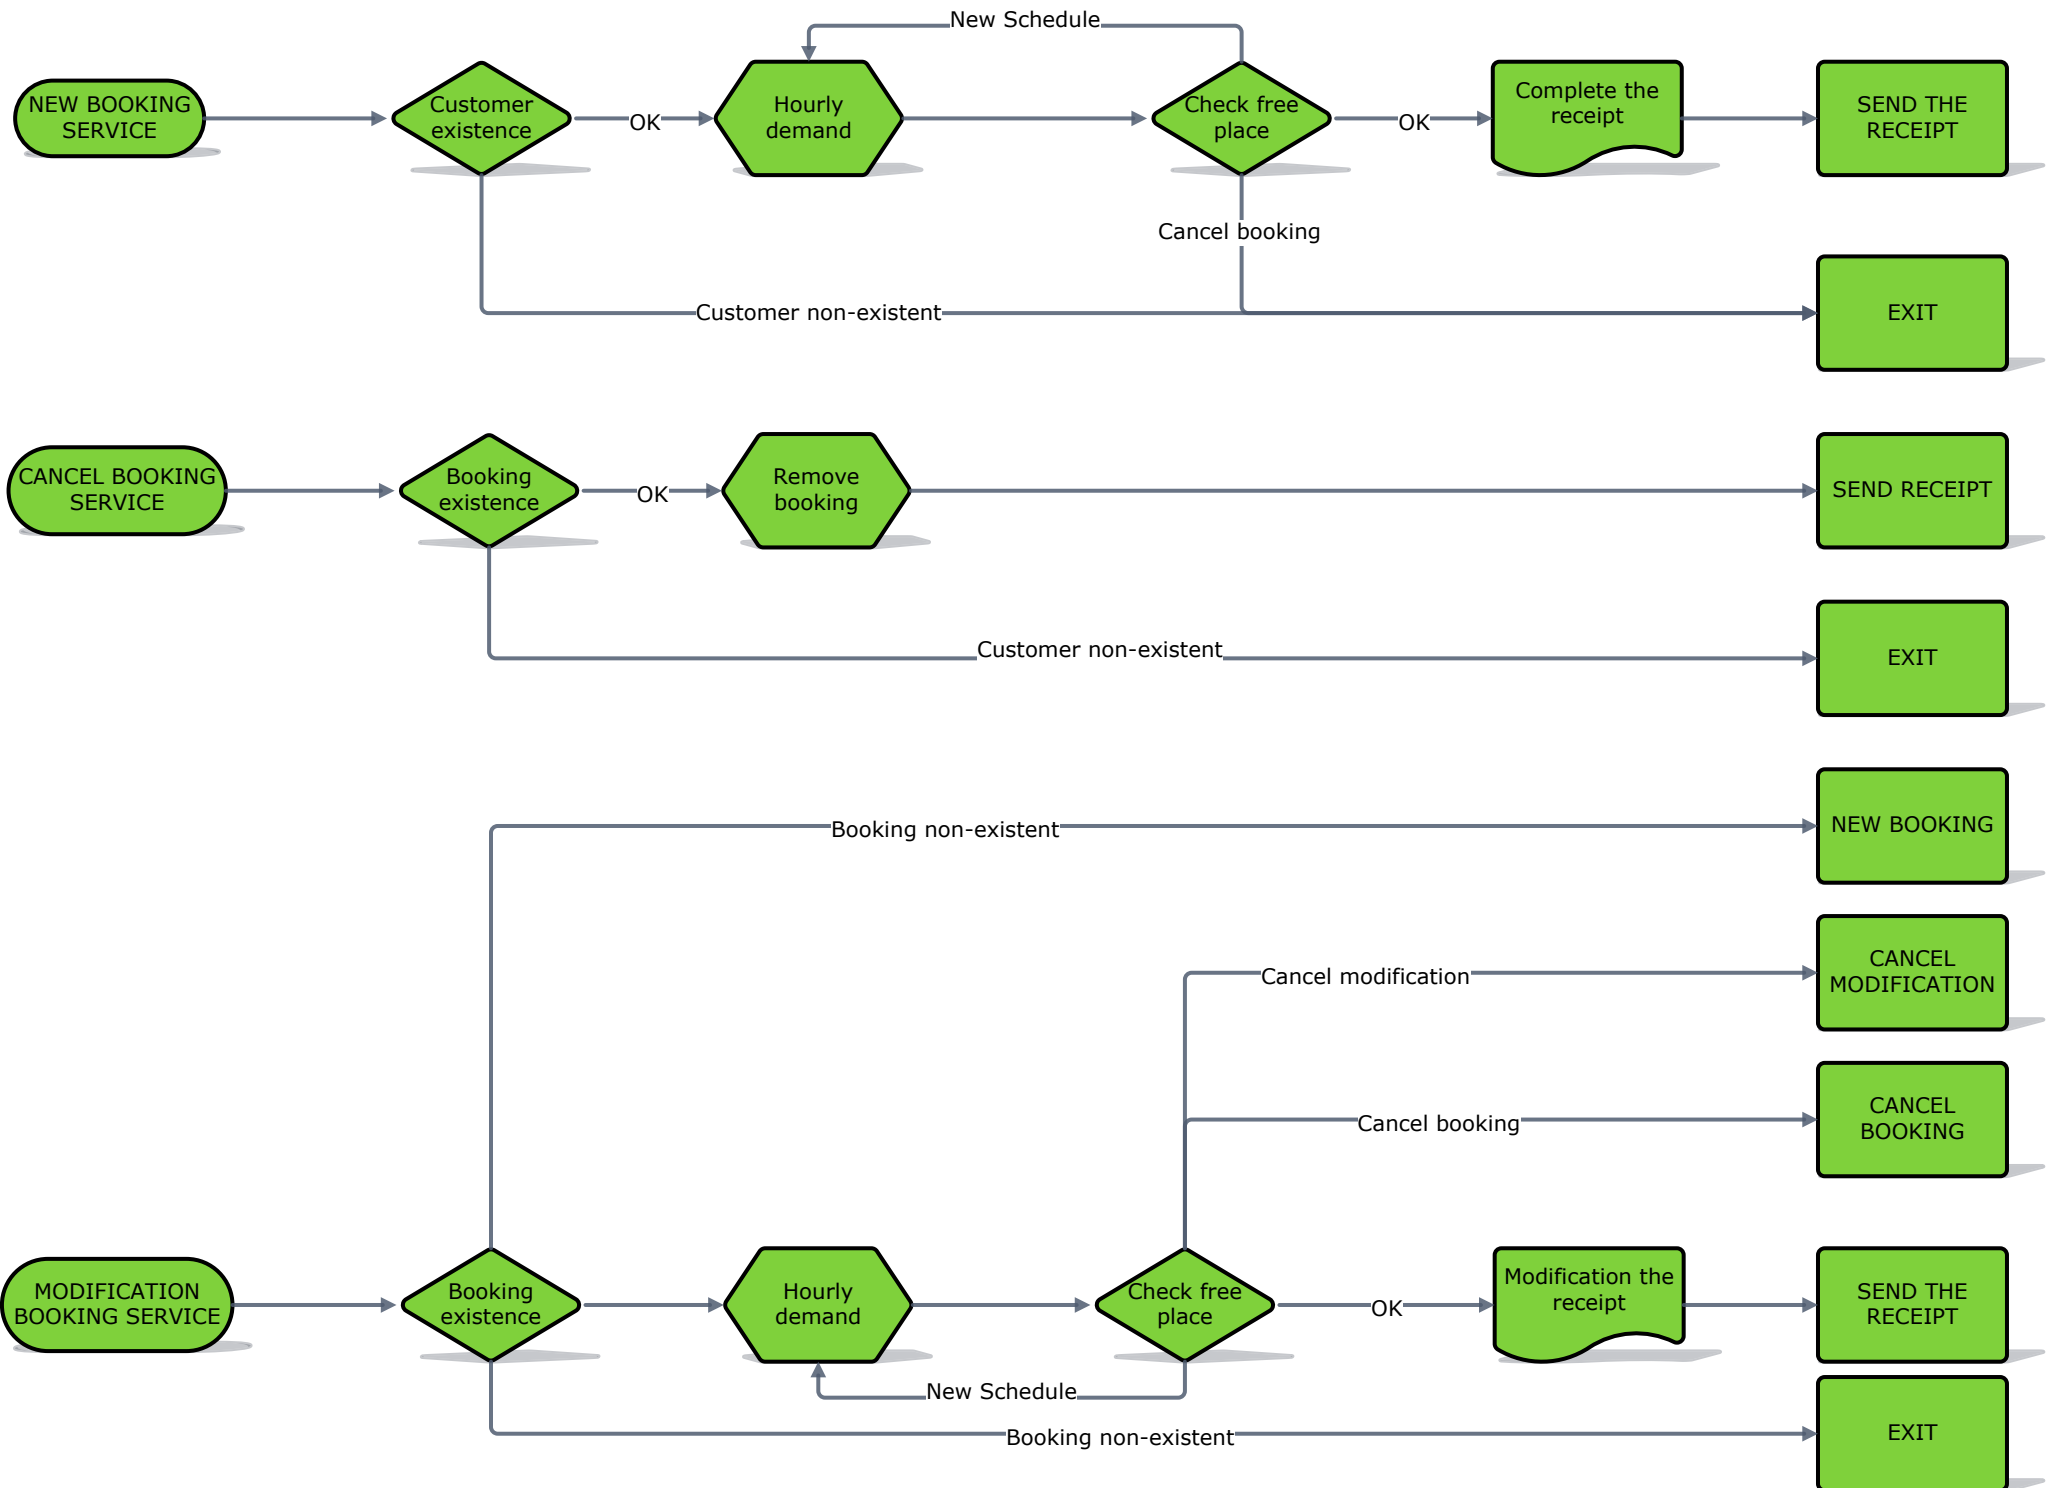 New Schedule
NEW BOOKING
SERVICE
Customer
existence
OK
Hourly
demand
Check free
place
OK
Complete the
receipt
SEND THE
RECEIPT
Cancel booking
Customer non-existent
EXIT
CANCEL BOOKING
SERVICE
Booking
existence
OK
Remove
booking
SEND RECEIPT
Customer non-existent
EXIT
Booking non-existent
NEW BOOKING
Cancel modification
CANCEL
MODIFICATION
Cancel booking
CANCEL
BOOKING
MODIFICATION
BOOKING SERVICE
Booking
existence
Hourly
demand
Check free
place
OK
Modification the
receipt
SEND THE
RECEIPT
New Schedule
Booking non-existent
EXIT